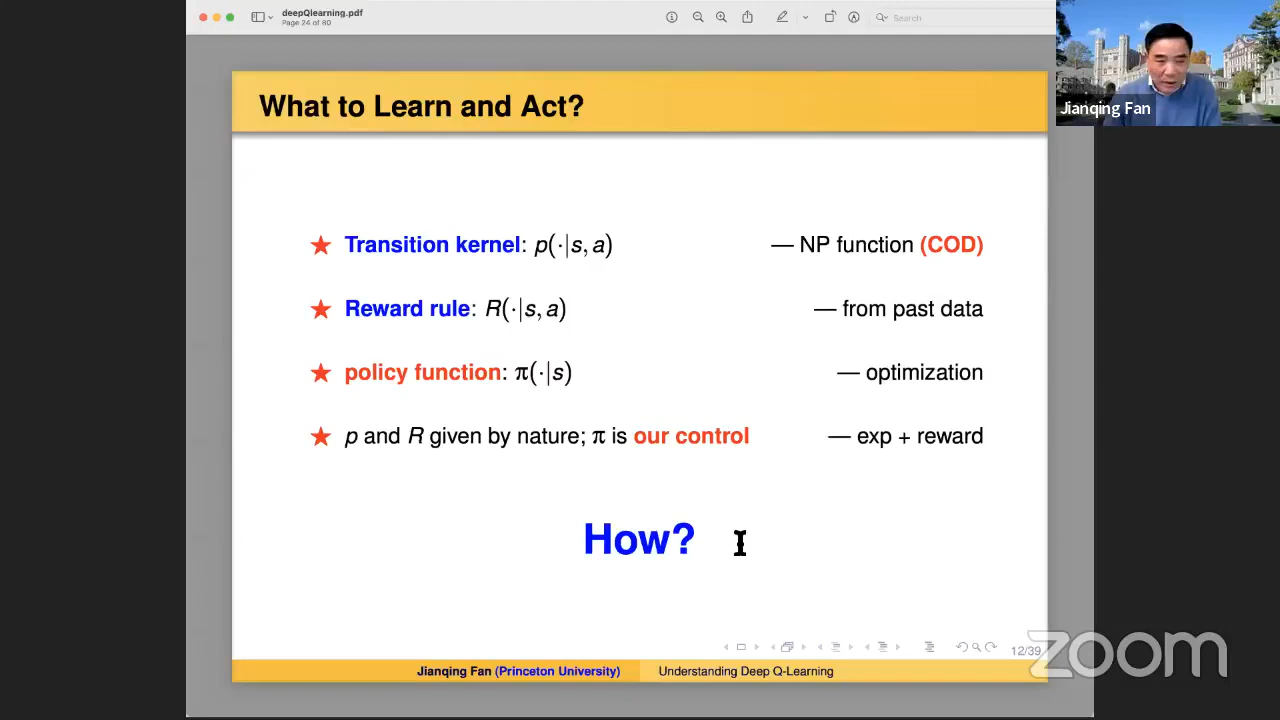 deepQlearning.pdf
Page 24 of 80
Search
Jianqing Fan
What to Learn and Act?
★ Transition kernel: p(·|s, a) — NP function (COD)
★ Reward rule: R(·|s, a) — from past data
★ policy function: π(·|s) — optimization
★ p and R given by nature; π is our control — exp + reward
How?
12/39
Jianqing Fan (Princeton University) Understanding Deep Q-Learning
zoom